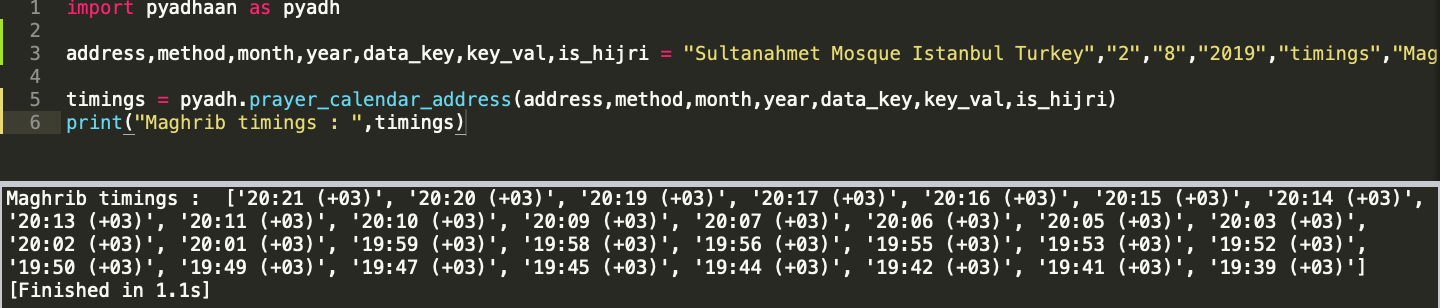 1 import pyadhaan as pyadh
2
3 address,method,month,year,data_key,key_val,is_hijri = "Sultanahmet Mosque Istanbul Turkey","2","8","2019","timings","Mag
4
5 timings = pyadh.prayer_calendar_address(address,method,month,year,data_key,key_val,is_hijri)
6 print("Maghrib timings : ",timings)
Maghrib timings :  ['20:21 (+03)', '20:20 (+03)', '20:19 (+03)', '20:17 (+03)', '20:16 (+03)', '20:15 (+03)', '20:14 (+03)',
'20:13 (+03)', '20:11 (+03)', '20:10 (+03)', '20:09 (+03)', '20:07 (+03)', '20:06 (+03)', '20:05 (+03)', '20:03 (+03)',
'20:02 (+03)', '20:01 (+03)', '19:59 (+03)', '19:58 (+03)', '19:56 (+03)', '19:55 (+03)', '19:53 (+03)', '19:52 (+03)',
'19:50 (+03)', '19:49 (+03)', '19:47 (+03)', '19:45 (+03)', '19:44 (+03)', '19:42 (+03)', '19:41 (+03)', '19:39 (+03)']
[Finished in 1.1s]